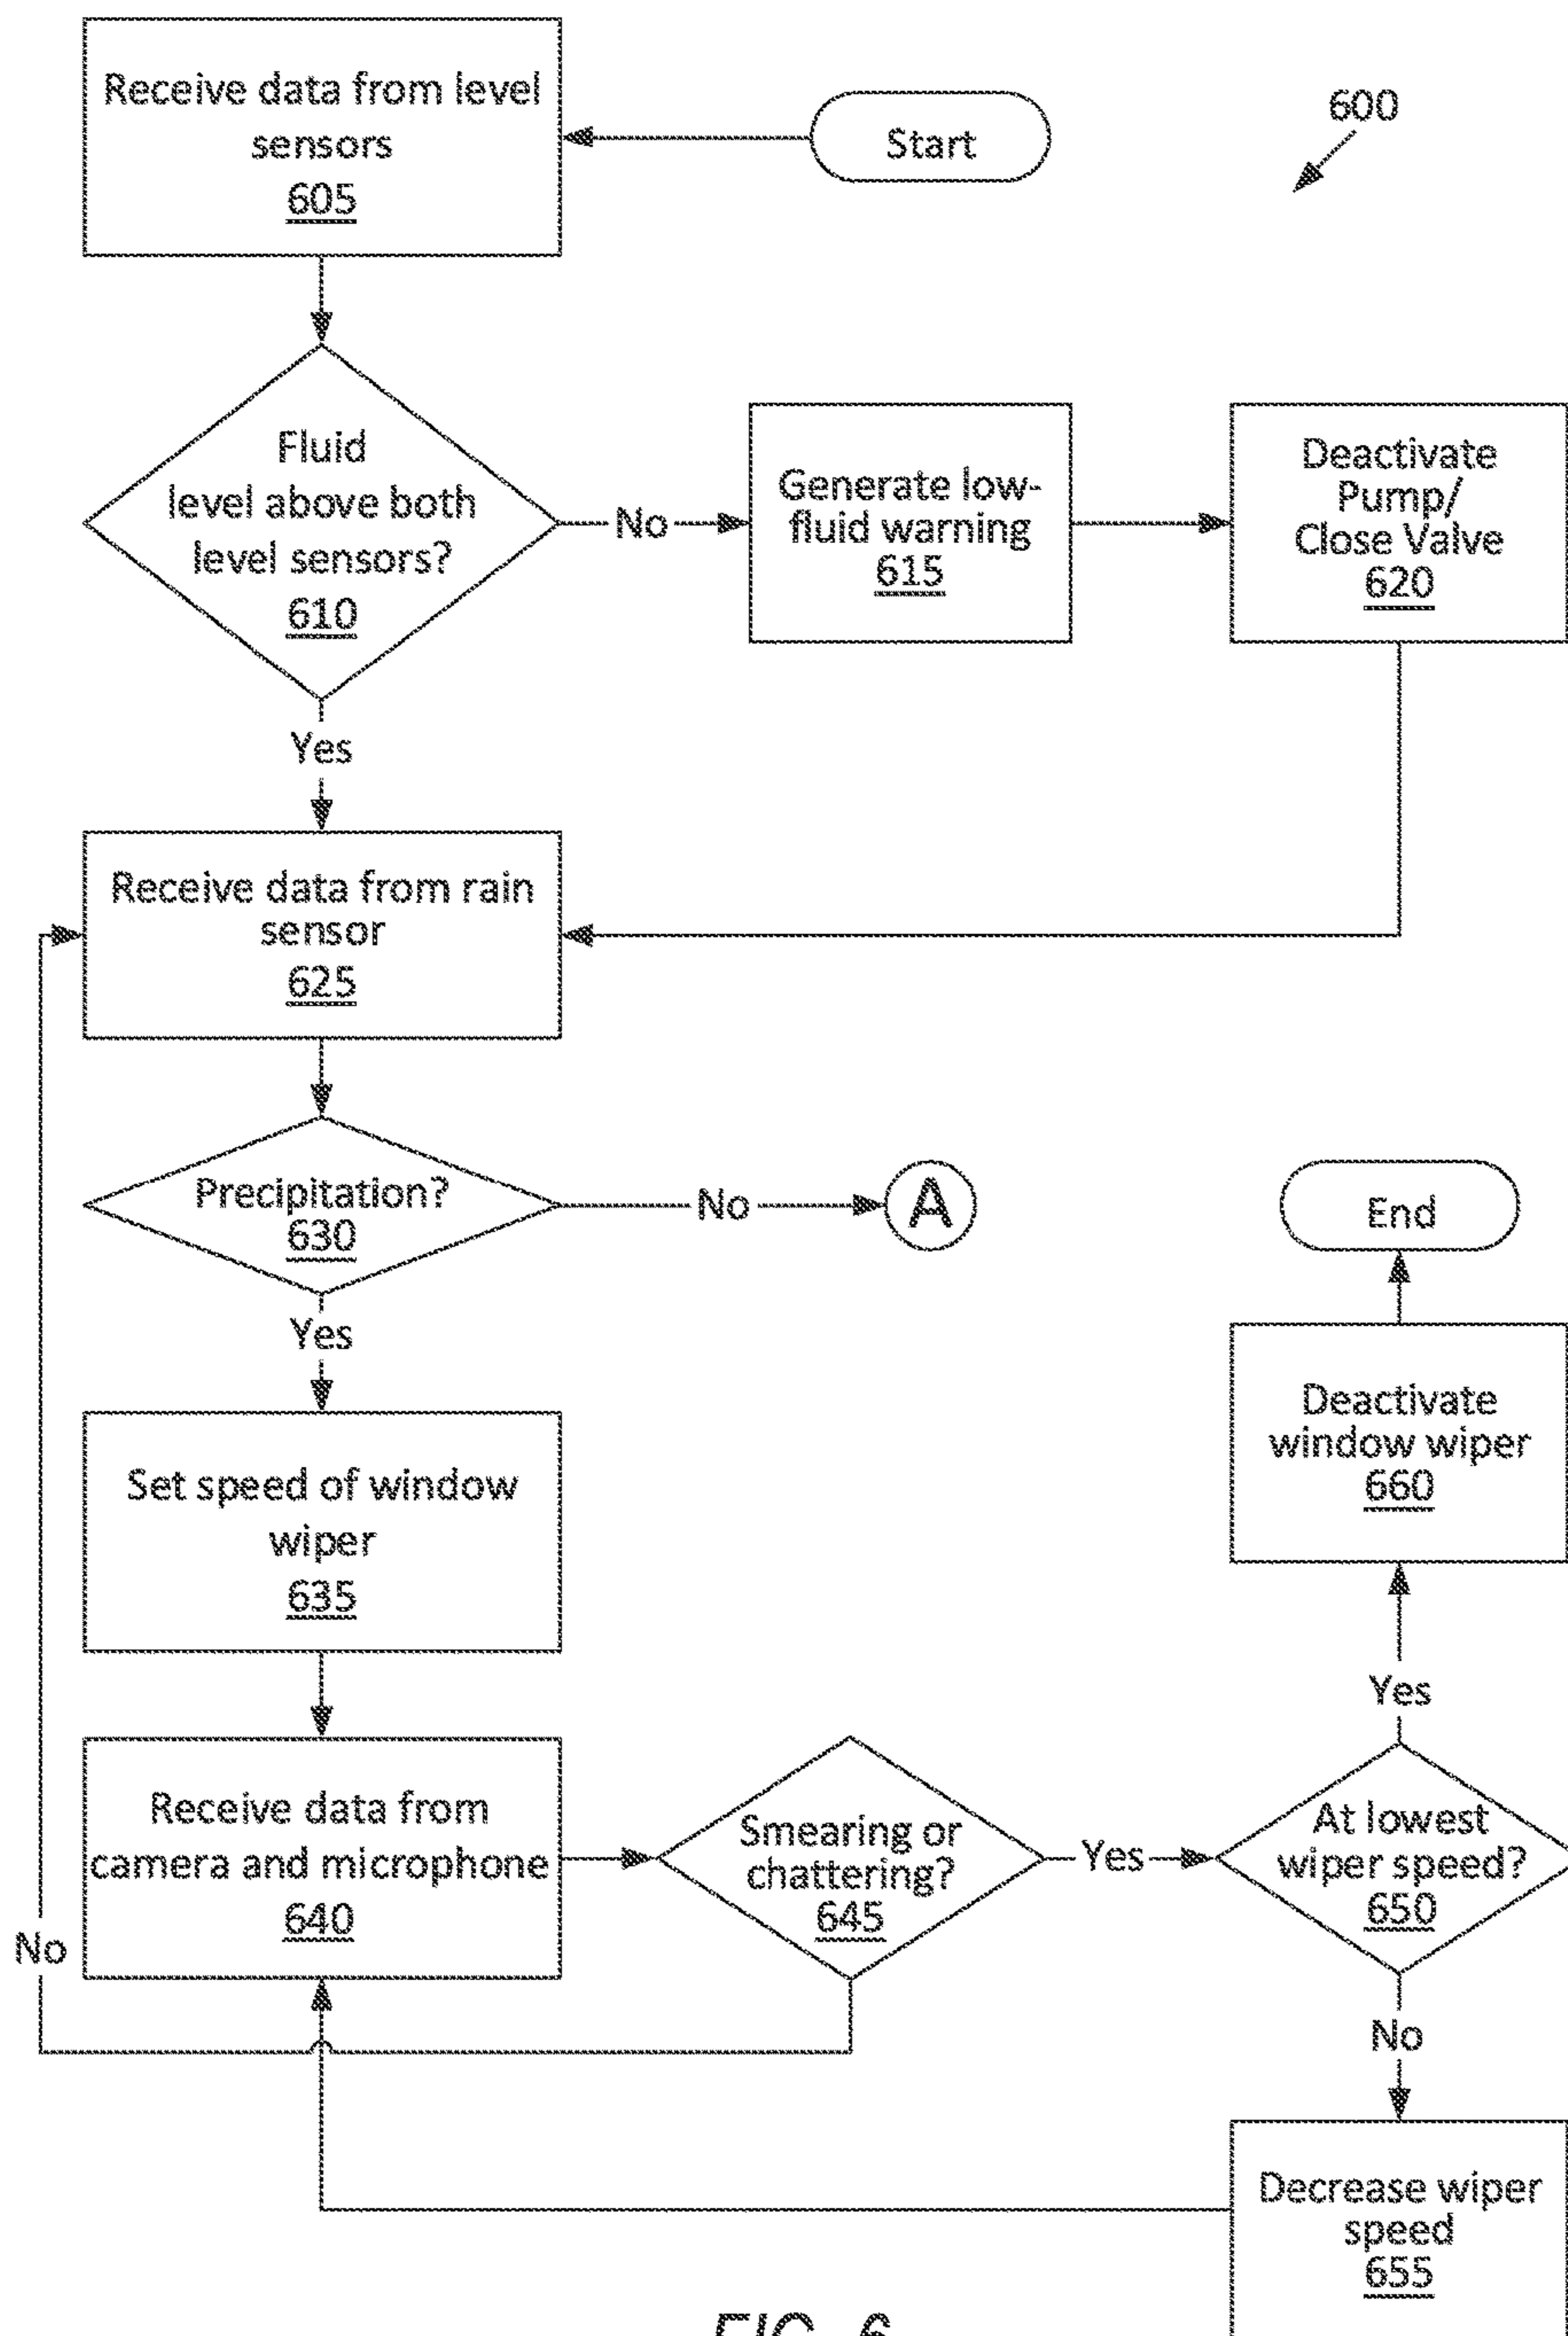 Receive data from level
sensors
605
Start
600
Fluid
level above both
level sensors?
610
No
Generate low-
fluid warning
615
Deactivate
Pump/
Close Valve
620
Yes
Receive data from rain
sensor
625
Precipitation?
630
No
A
End
Yes
Deactivate
window wiper
660
Set speed of window
wiper
635
Yes
Receive data from
camera and microphone
640
Smearing or
chattering?
645
Yes
At lowest
wiper speed?
650
No
No
Decrease wiper
speed
655
FIG. 6